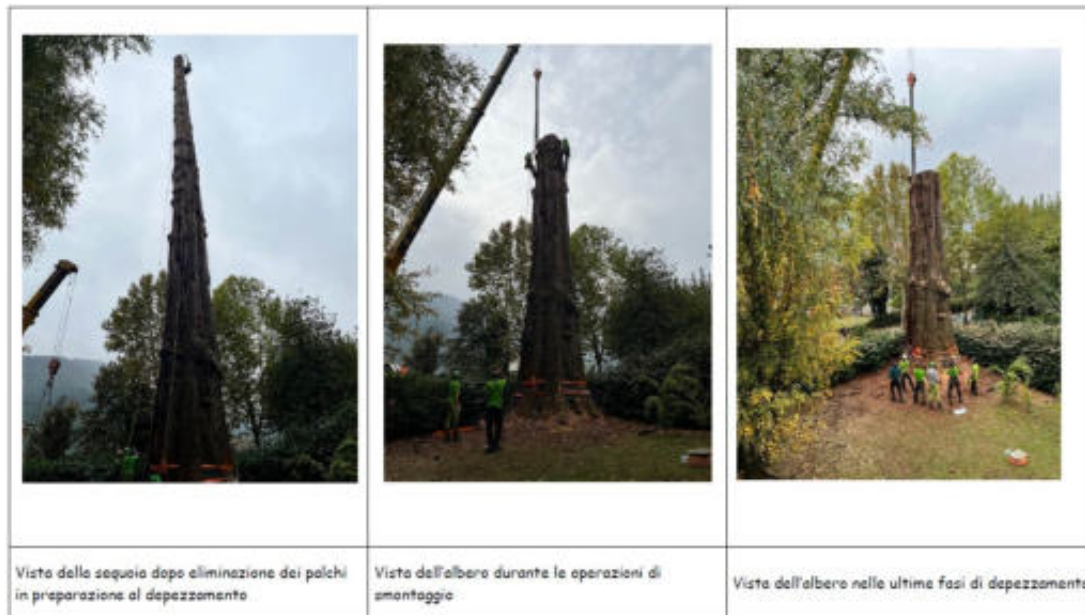 Vista della sequoia dopo eliminazione dei palchi
in preparazione al depezzamento
Vista dell'albero durante le operazioni di
smontaggio
Vista dell'albero nelle ultime fasi di depezzamento